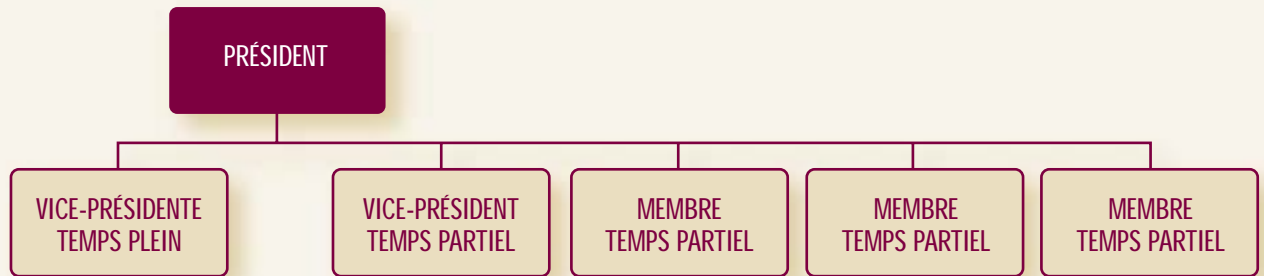 PRÉSIDENT
VICE-PRÉSIDENTE
TEMPS PLEIN
VICE-PRÉSIDENT
TEMPS PARTIEL
MEMBRE
TEMPS PARTIEL
MEMBRE
TEMPS PARTIEL
MEMBRE
TEMPS PARTIEL